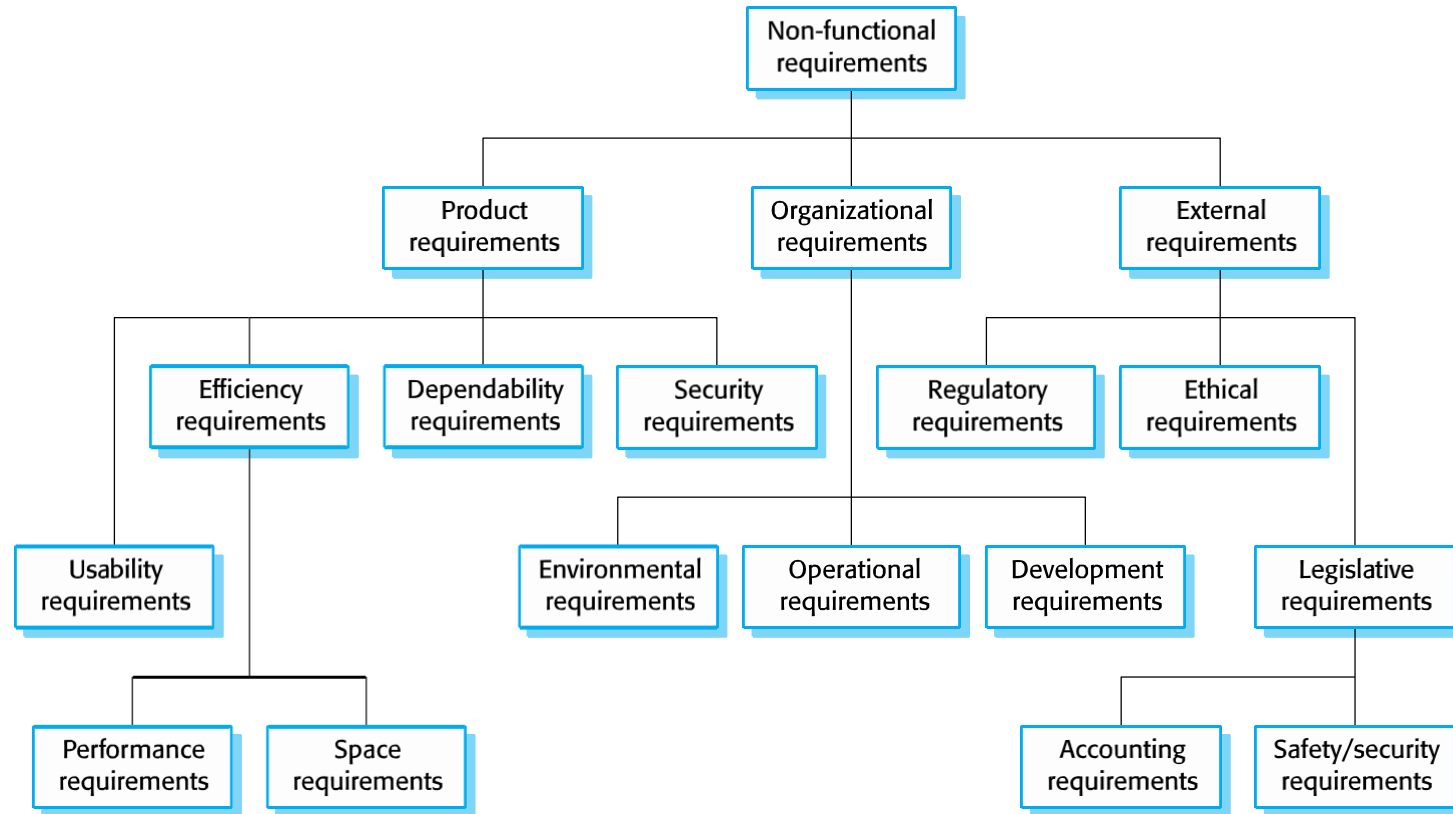 Non-functional
requirements
Product
requirements
Organizational
requirements
External
requirements
Efficiency
requirements
Dependability
requirements
Security
requirements
Regulatory
requirements
Ethical
requirements
Usability
requirements
Environmental
requirements
Operational
requirements
Development
requirements
Legislative
requirements
Performance
requirements
Space
requirements
Accounting
requirements
Safety/security
requirements